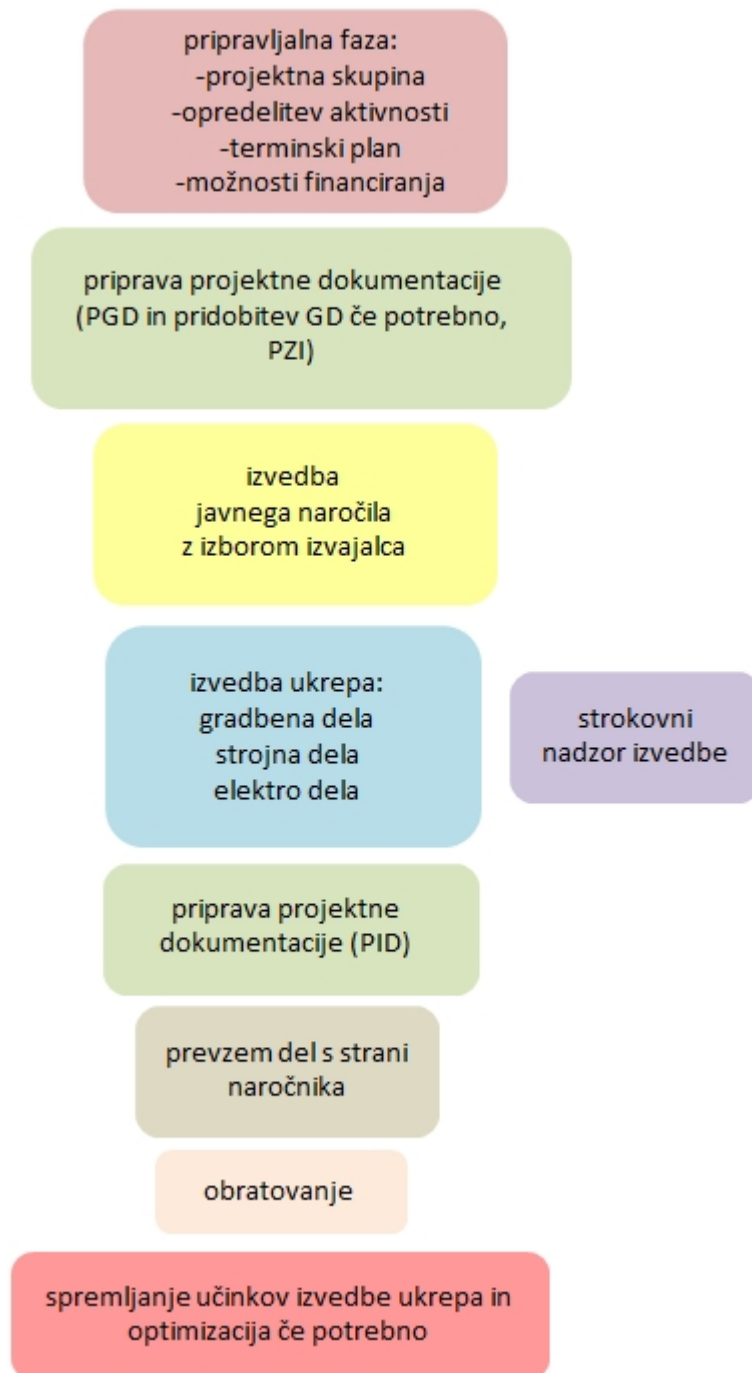 pripravljalna faza:
-projektna skupina
-opredelitev aktivnosti
-terminski plan
-možnosti financiranja
priprava projektne dokumentacije
(PGD in pridobitev GD če potrebno,
PZI)
izvedba
javnega naročila
z izborom izvajalca
izvedba ukrepa:
gradbena dela
strojna dela
elektro dela
strokovni
nadzor izvedbe
priprava projektne
dokumentacije (PID)
prevzem del s strani
naročnika
obratovanje
spremljanje učinkov izvedbe ukrepa in
optimizacija če potrebno